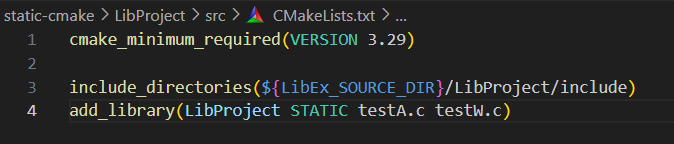 static-cmake > LibProject > src > CMakeLists.txt > ...
1 cmake_minimum_required(VERSION 3.29)
2
3 include_directories(${LibEx_SOURCE_DIR}/LibProject/include)
4 add_library(LibProject STATIC testA.c testW.c)